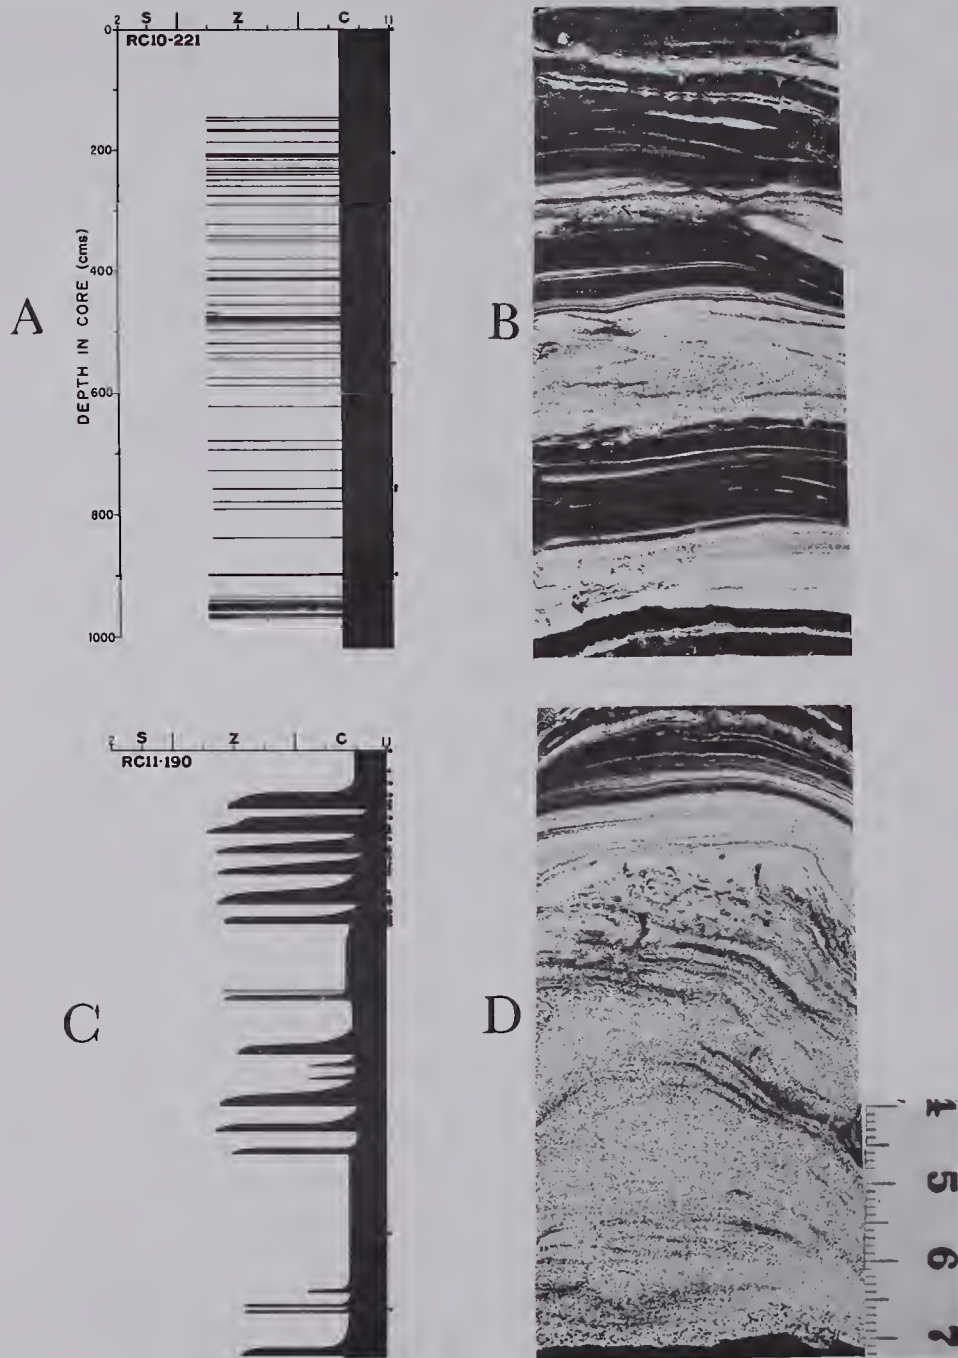 2 S Z C 11
RC10-221
0
200
400
600
800
1000
DEPTH IN CORE (cms)
A
B
2 S Z C 11
RC11-190
C
D
4
5
6
7